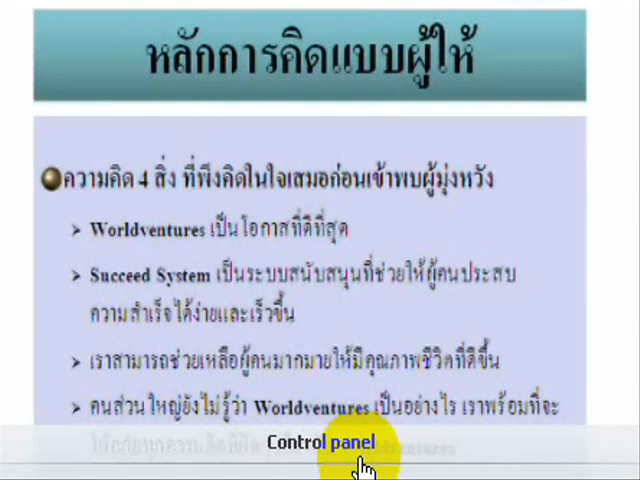 หลักการคิดแบบผู้ให้
ความคิด 4 สิ่ง ที่พึงคิดในใจเสมอก่อนเข้าพบผู้มุ่งหวัง
Worldventures เป็นโอกาสที่ดีที่สุด
Succeed System เป็นระบบสนับสนุนที่ช่วยให้ผู้คนประสบ
ความสำเร็จได้ง่ายและเร็วขึ้น
เราสามารถช่วยเหลือผู้คนมากมายให้มีคุณภาพชีวิตที่ดีขึ้น
คนส่วนใหญ่ยังไม่รู้ว่า Worldventures เป็นอย่างไร เราพร้อมที่จะ
Control panel